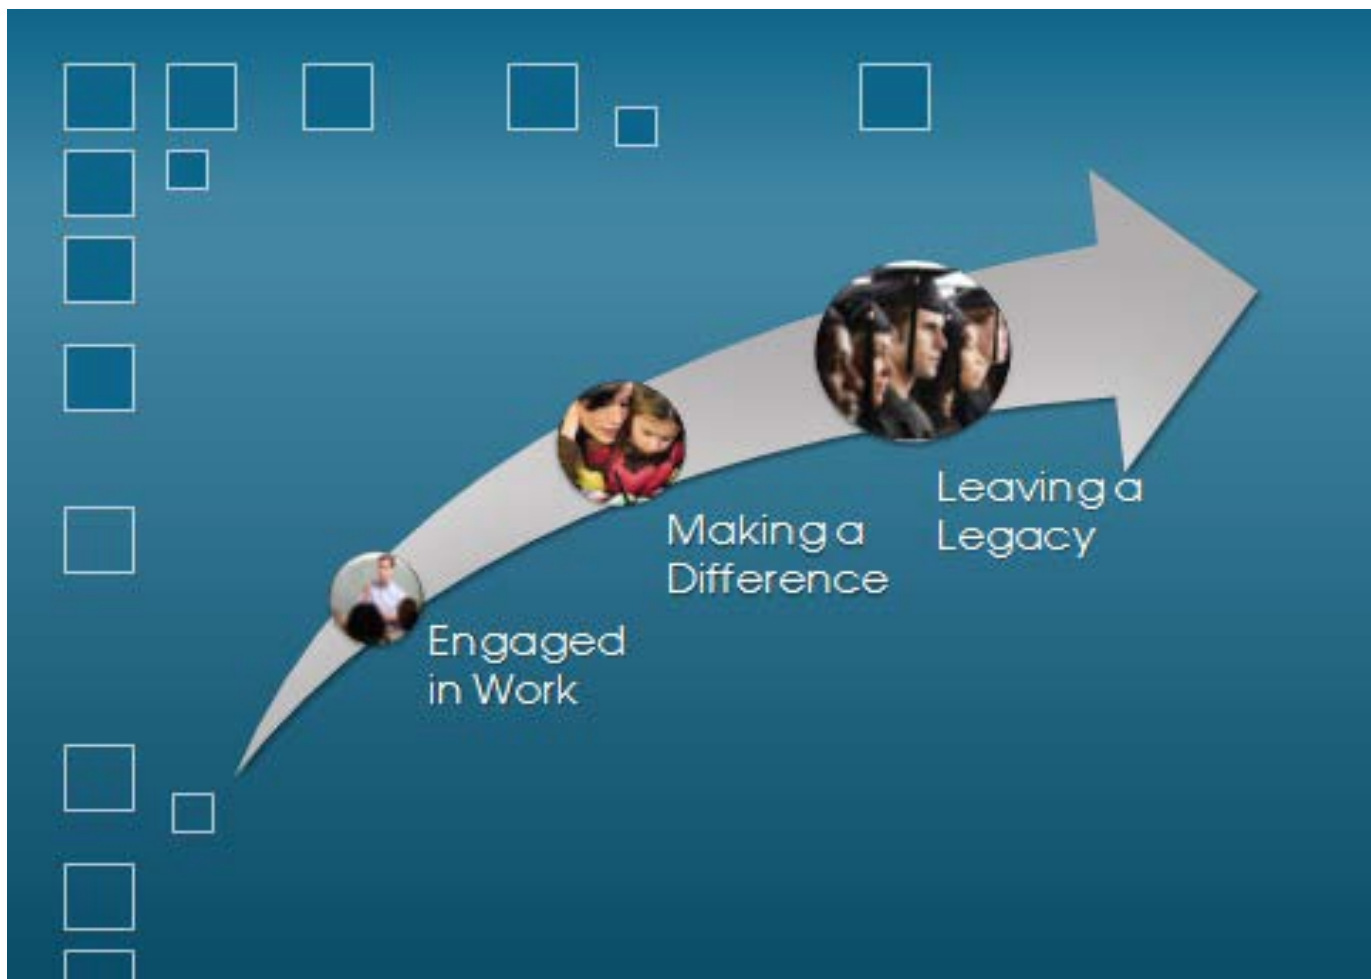 Leaving a
Legacy
Making a
Difference
Engaged
in Work